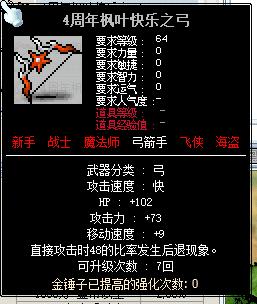 4周年枫叶快乐之弓
要求等级： 64
要求力量： 0
要求敏捷： 0
要求智力： 0
要求运气： 0
要求人气度： -
道具等级： -
道具经验值： -
新手 战士 魔法师 弓箭手 飞侠 海盗
武器分类 : 弓
攻击速度 : 快
HP : +102
攻击力 : +73
移动速度 : +9
直接攻击时48的比率发生后退现象。
可升级次数 : 7回
金锤子已提高的强化次数: 0